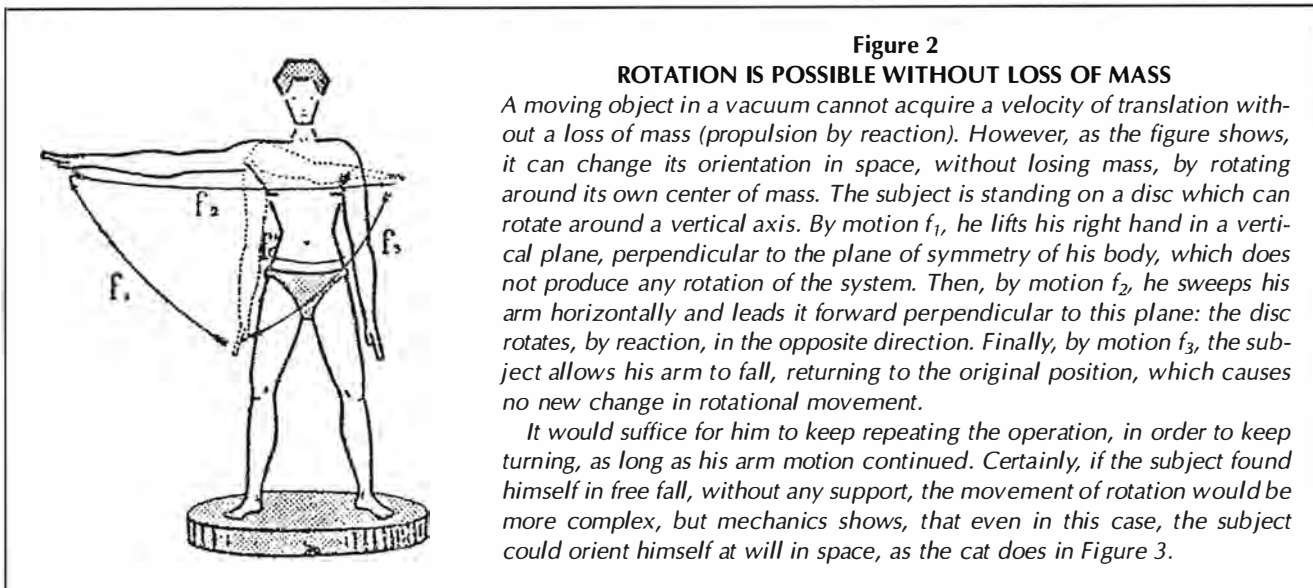 Figure 2
ROTATION IS POSSIBLE WITHOUT LOSS OF MASS
A moving object in a vacuum cannot acquire a velocity of translation with-
out a loss of mass (propulsion by reaction). However, as the figure shows,
it can change its orientation in space, without losing mass, by rotating
around its own center of mass. The subject is standing on a disc which can
rotate around a vertical axis. By motion f₁, he lifts his right hand in a verti-
cal plane, perpendicular to the plane of symmetry of his body, which does
not produce any rotation of the system. Then, by motion f₂, he sweeps his
arm horizontally and leads it forward perpendicular to this plane: the disc
rotates, by reaction, in the opposite direction. Finally, by motion f₃, the sub-
ject allows his arm to fall, returning to the original position, which causes
no new change in rotational movement.
It would suffice for him to keep repeating the operation, in order to keep
turning, as long as his arm motion continued. Certainly, if the subject found
himself in free fall, without any support, the movement of rotation would be
more complex, but mechanics shows, that even in this case, the subject
could orient himself at will in space, as the cat does in Figure 3.
f₂
f₃
f₁